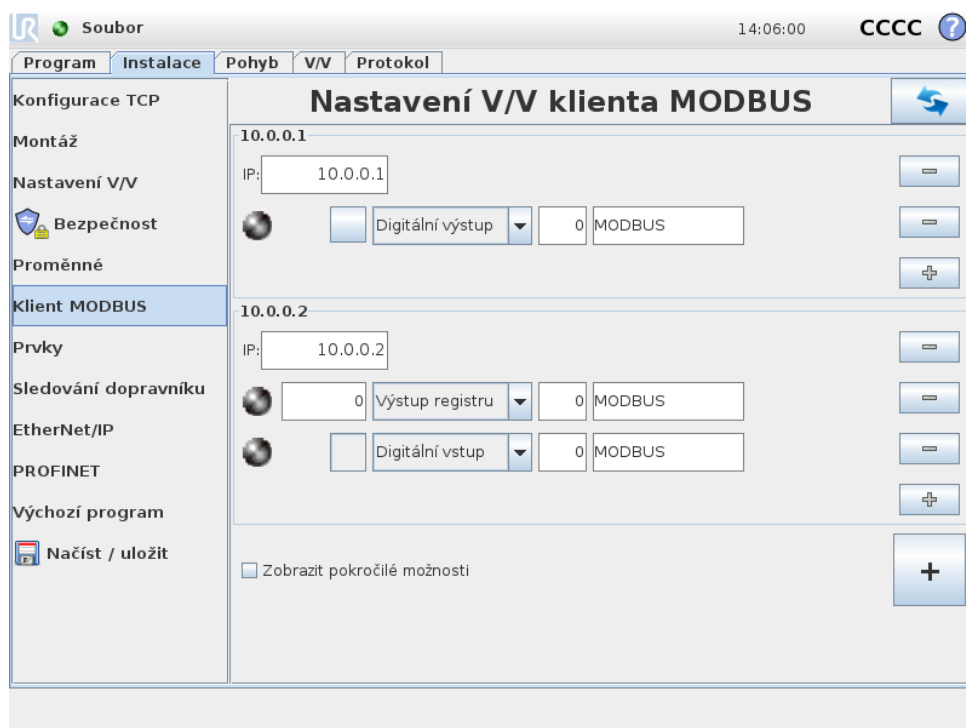 UR Soubor 14:06:00 CCCC ?
Program Instalace Pohyb V/V Protokol
Konfigurace TCP
Montáž
Nastavení V/V
Bezpečnost
Proměnné
Klient MODBUS
Prvky
Sledování dopravníku
EtherNet/IP
PROFINET
Výchozí program
Načíst / uložit
Nastavení V/V klienta MODBUS
10.0.0.1
IP: 10.0.0.1
Digitální výstup 0 MODBUS
10.0.0.2
IP: 10.0.0.2
0 Výstup registru 0 MODBUS
Digitální vstup 0 MODBUS
Zobrazit pokročilé možnosti